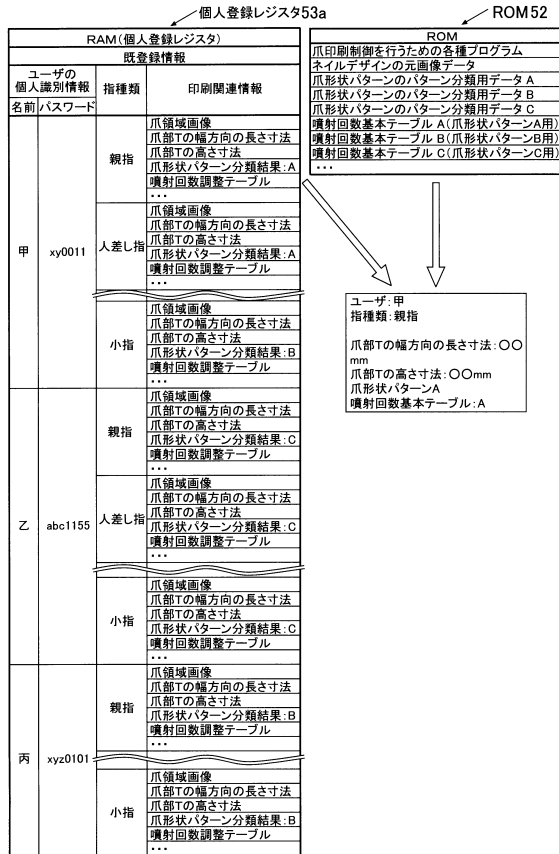 個人登録レジスタ53a
RAM(個人登録レジスタ)
既登録情報
ユーザの
個人識別情報
指種類
印刷関連情報
名前
パスワード
甲
xy0011
親指
爪領域画像
爪部Tの幅方向の長さ寸法
爪部Tの高さ寸法
爪形状パターン分類結果:A
噴射回数調整テーブル
・・・
人差し指
爪領域画像
爪部Tの幅方向の長さ寸法
爪部Tの高さ寸法
爪形状パターン分類結果:A
噴射回数調整テーブル
・・・
小指
爪領域画像
爪部Tの幅方向の長さ寸法
爪部Tの高さ寸法
爪形状パターン分類結果:B
噴射回数調整テーブル
・・・
乙
abc1155
親指
爪領域画像
爪部Tの幅方向の長さ寸法
爪部Tの高さ寸法
爪形状パターン分類結果:C
噴射回数調整テーブル
・・・
人差し指
爪領域画像
爪部Tの幅方向の長さ寸法
爪部Tの高さ寸法
爪形状パターン分類結果:C
噴射回数調整テーブル
・・・
小指
爪領域画像
爪部Tの幅方向の長さ寸法
爪部Tの高さ寸法
爪形状パターン分類結果:C
噴射回数調整テーブル
・・・
丙
xyz0101
親指
爪領域画像
爪部Tの幅方向の長さ寸法
爪部Tの高さ寸法
爪形状パターン分類結果:B
噴射回数調整テーブル
・・・
小指
爪領域画像
爪部Tの幅方向の長さ寸法
爪部Tの高さ寸法
爪形状パターン分類結果:B
噴射回数調整テーブル
・・・
ROM52
ROM
爪印刷制御を行うための各種プログラム
ネイルデザインの元画像データ
爪形状パターンのパターン分類用データ A
爪形状パターンのパターン分類用データ B
爪形状パターンのパターン分類用データ C
噴射回数基本テーブル A(爪形状パターンA用)
噴射回数基本テーブル B(爪形状パターンB用)
噴射回数基本テーブル C(爪形状パターンC用)
・・・
ユーザ:甲
指種類:親指
爪部Tの幅方向の長さ寸法:〇〇
mm
爪部Tの高さ寸法:〇〇mm
爪形状パターンA
噴射回数基本テーブル:A